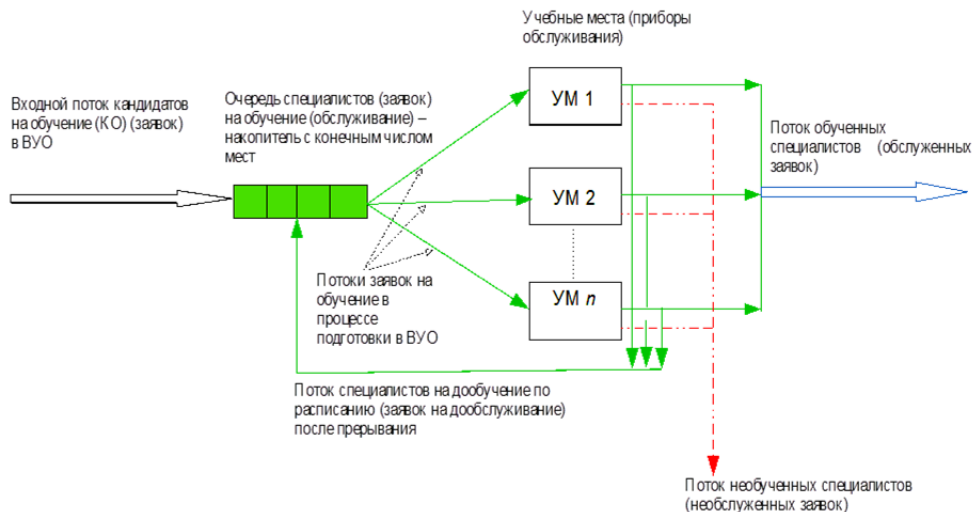 Учебные места (приборы
обслуживания)
Входной поток кандидатов
на обучение (КО) (заявок)
в ВУО
Очередь специалистов (заявок)
на обучение (обслуживание) –
накопитель с конечным числом
мест
УМ 1
УМ 2
УМ n
Поток обученных
специалистов (обслуженных
заявок)
Потоки заявок на
обучение в
процессе
подготовки в ВУО
Поток специалистов на дообучение по
расписанию (заявок на дообслуживание)
после прерывания
Поток необученных специалистов
(необслуженных заявок)